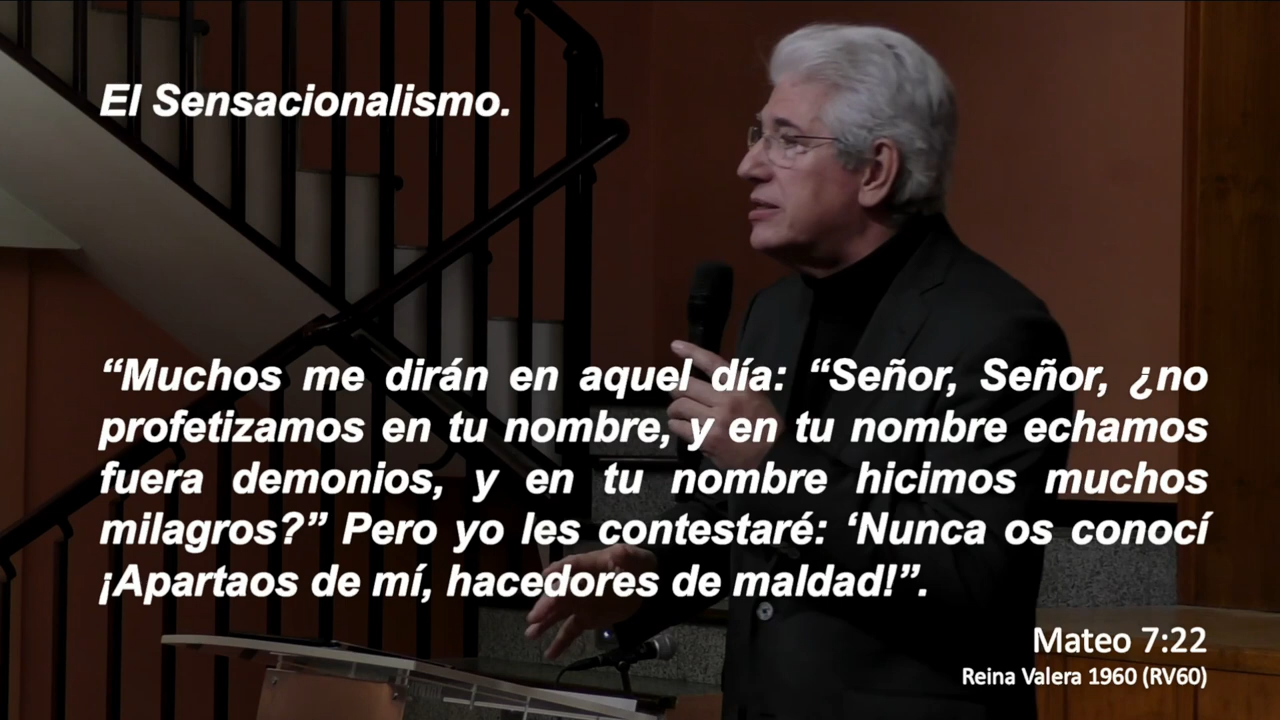 El Sensacionalismo.
“Muchos me dirán en aquel día: “Señor, Señor, ¿no
profetizamos en tu nombre, y en tu nombre echamos
fuera demonios, y en tu nombre hicimos muchos
milagros?” Pero yo les contestaré: ‘Nunca os conocí
¡Apartaos de mí, hacedores de maldad!”.
Mateo 7:22
Reina Valera 1960 (RV60)